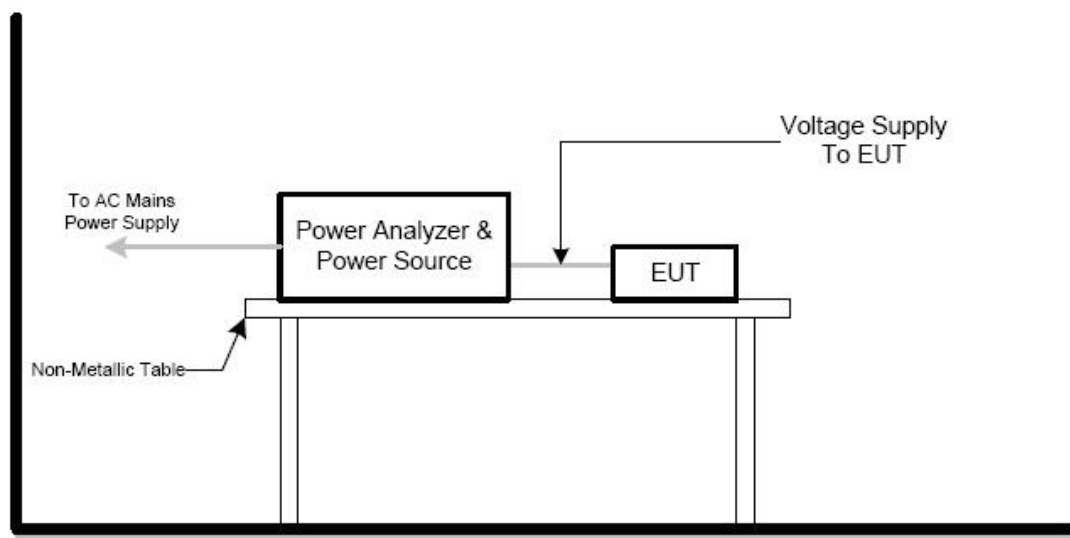 Voltage Supply
To EUT
To AC Mains
Power Supply
Power Analyzer &
Power Source
EUT
Non-Metallic Table